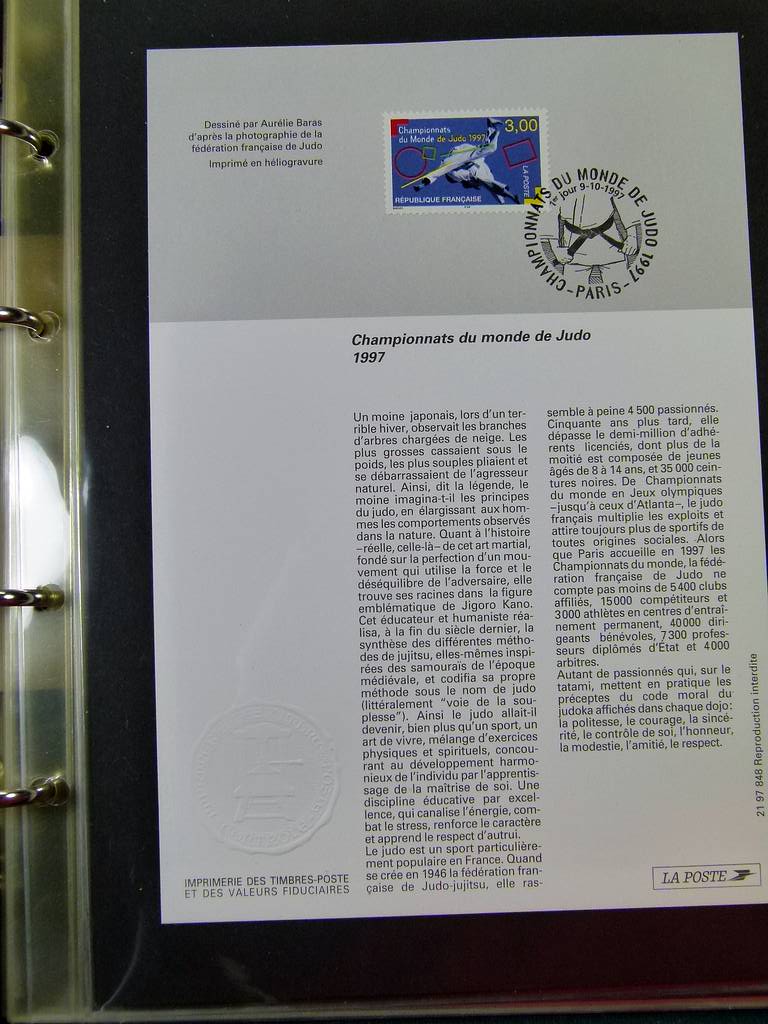 Dessiné par Aurélie Baras
d'après la photographie de la
fédération française de Judo
Imprimé en héliogravure
Championnats
du Monde de Judo 1997
3,00
LA POSTE
RÉPUBLIQUE FRANÇAISE
CHAMPIONNATS DU MONDE DE JUDO 1997
1er jour 9-10-1997
-PARIS-
Championnats du monde de Judo
1997
Un moine japonais, lors d'un ter-
rible hiver, observait les branches
d'arbres chargées de neige. Les
plus grosses cassaient sous le
poids, les plus souples pliaient et
se débarrassaient de l'agresseur
naturel. Ainsi, dit la légende, le
moine imagina-t-il les principes
du judo, en élargissant aux hom-
mes les comportements observés
dans la nature. Quant à l'histoire
–réelle, celle-là– de cet art martial,
fondé sur la perfection d'un mou-
vement qui utilise la force et le
déséquilibre de l'adversaire, elle
trouve ses racines dans la figure
emblématique de Jigoro Kano.
Cet éducateur et humaniste réa-
lisa, à la fin du siècle dernier, la
synthèse des différentes métho-
des de jujitsu, elles-mêmes inspi-
rées des samouraïs de l'époque
médiévale, et codifia sa propre
méthode sous le nom de judo
(littéralement "voie de la sou-
plesse"). Ainsi le judo allait-il
devenir, bien plus qu'un sport, un
art de vivre, mélange d'exercices
physiques et spirituels, concou-
rant au développement harmo-
nieux de l'individu par l'apprentis-
sage de la maîtrise de soi. Une
discipline éducative par excel-
lence, qui canalise l'énergie, com-
bat le stress, renforce le caractère
et apprend le respect d'autrui.
Le judo est un sport particulière-
ment populaire en France. Quand
se crée en 1946 la fédération fran-
çaise de Judo-jujitsu, elle ras-
semble à peine 4 500 passionnés.
Cinquante ans plus tard, elle
dépasse le demi-million d'adhé-
rents licenciés, dont plus de la
moitié est composée de jeunes
âgés de 8 à 14 ans, et 35 000 cein-
tures noires. De Championnats
du monde en Jeux olympiques
–jusqu'à ceux d'Atlanta–, le judo
français multiplie les exploits et
attire toujours plus de sportifs de
toutes origines sociales. Alors
que Paris accueille en 1997 les
Championnats du monde, la fédé-
ration française de Judo ne
compte pas moins de 5 400 clubs
affiliés, 15 000 compétiteurs et
3 000 athlètes en centres d'entraî-
nement permanent, 40 000 diri-
geants bénévoles, 7 300 profes-
seurs diplômés d'État et 4 000
arbitres.
Autant de passionnés qui, sur le
tatami, mettent en pratique les
préceptes du code moral du
judoka affichés dans chaque dojo:
la politesse, le courage, la sincé-
rité, le contrôle de soi, l'honneur,
la modestie, l'amitié, le respect.
21 97 848 Reproduction interdite
IMPRIMERIE DES TIMBRES-POSTE
ET DES VALEURS FIDUCIAIRES
LA POSTE